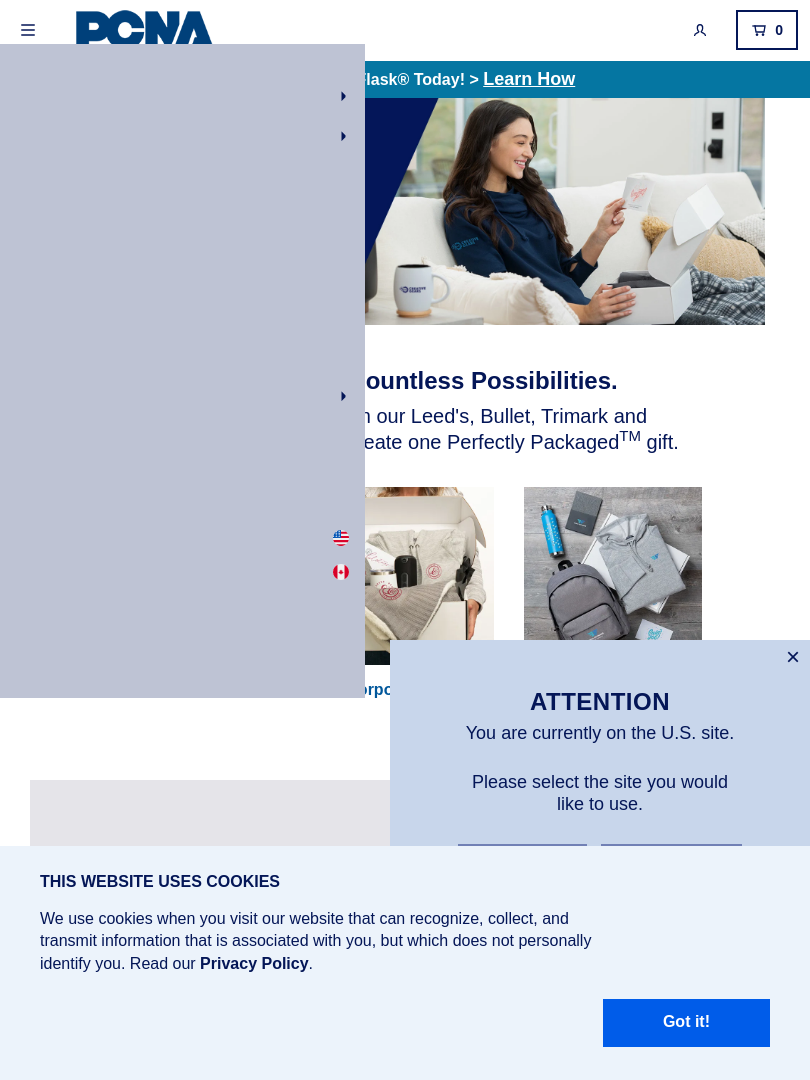 PCNA
0
Flask® Today! > Learn How
ountless Possibilities.
our Leed's, Bullet, Trimark and
eate one Perfectly Packaged™ gift.
orpo
ATTENTION
You are currently on the U.S. site.
Please select the site you would
like to use.
THIS WEBSITE USES COOKIES
We use cookies when you visit our website that can recognize, collect, and
transmit information that is associated with you, but which does not personally
identify you. Read our Privacy Policy.
Got it!